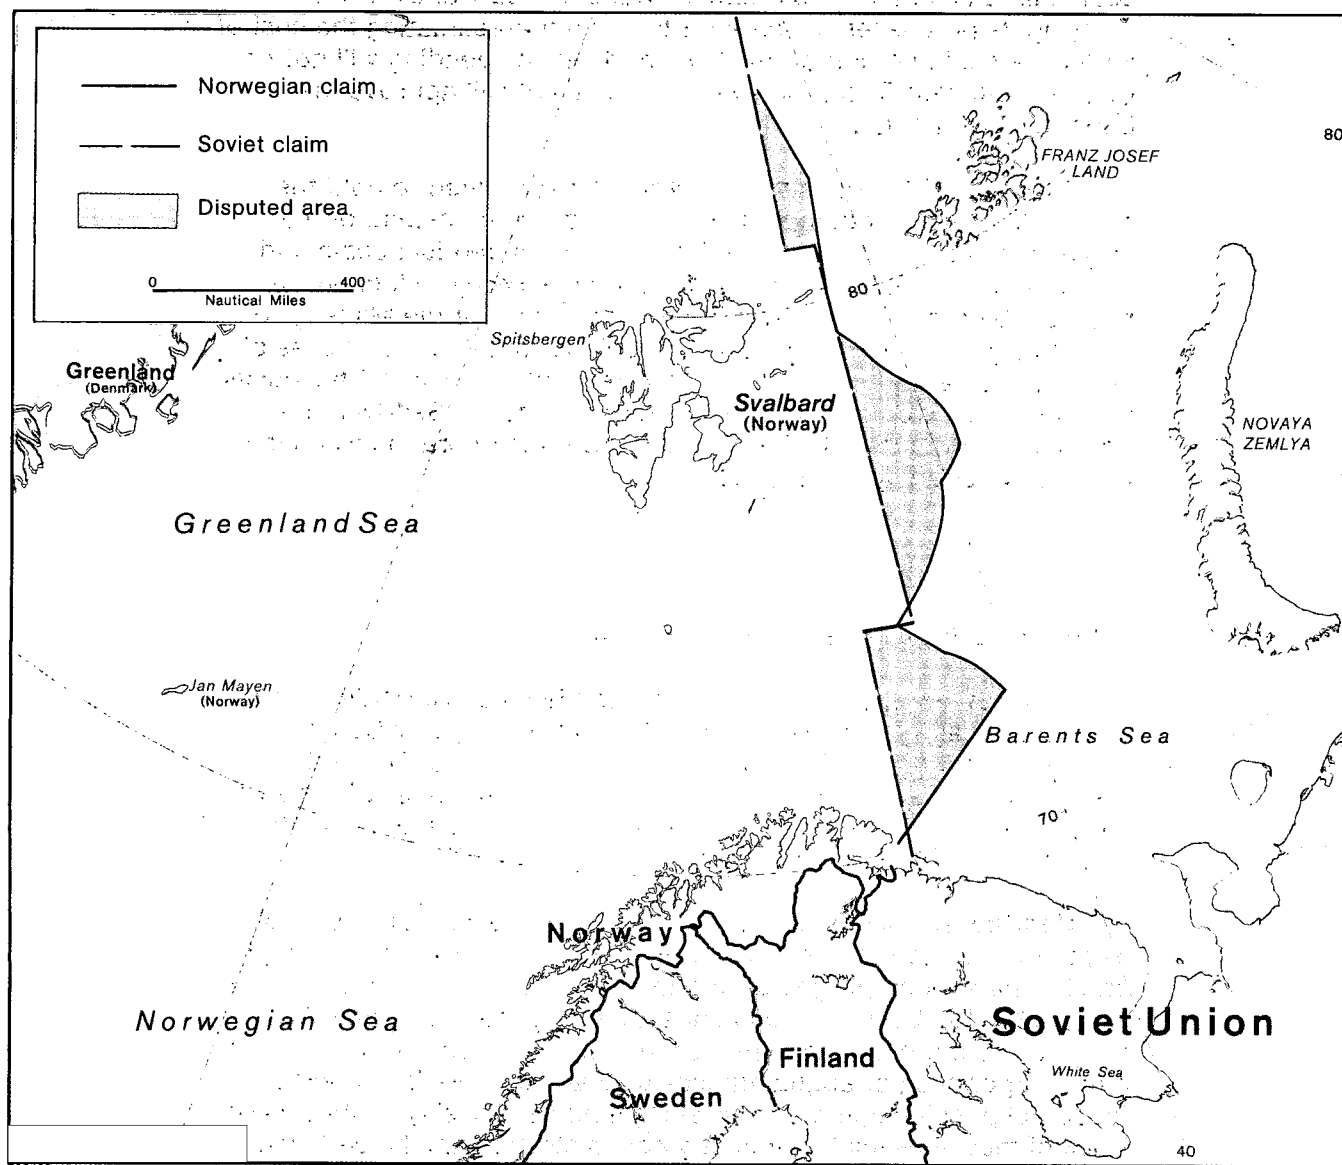 Norwegian claim
Soviet claim
Disputed area
0 400
Nautical Miles
80
FRANZ JOSEF
LAND
80
Spitsbergen
Greenland
(Denmark)
Svalbard
(Norway)
NOVAYA
ZEMLYA
Greenland Sea
Jan Mayen
(Norway)
Barents Sea
70
Norway
Norwegian Sea
Soviet Union
Finland
White Sea
Sweden
40